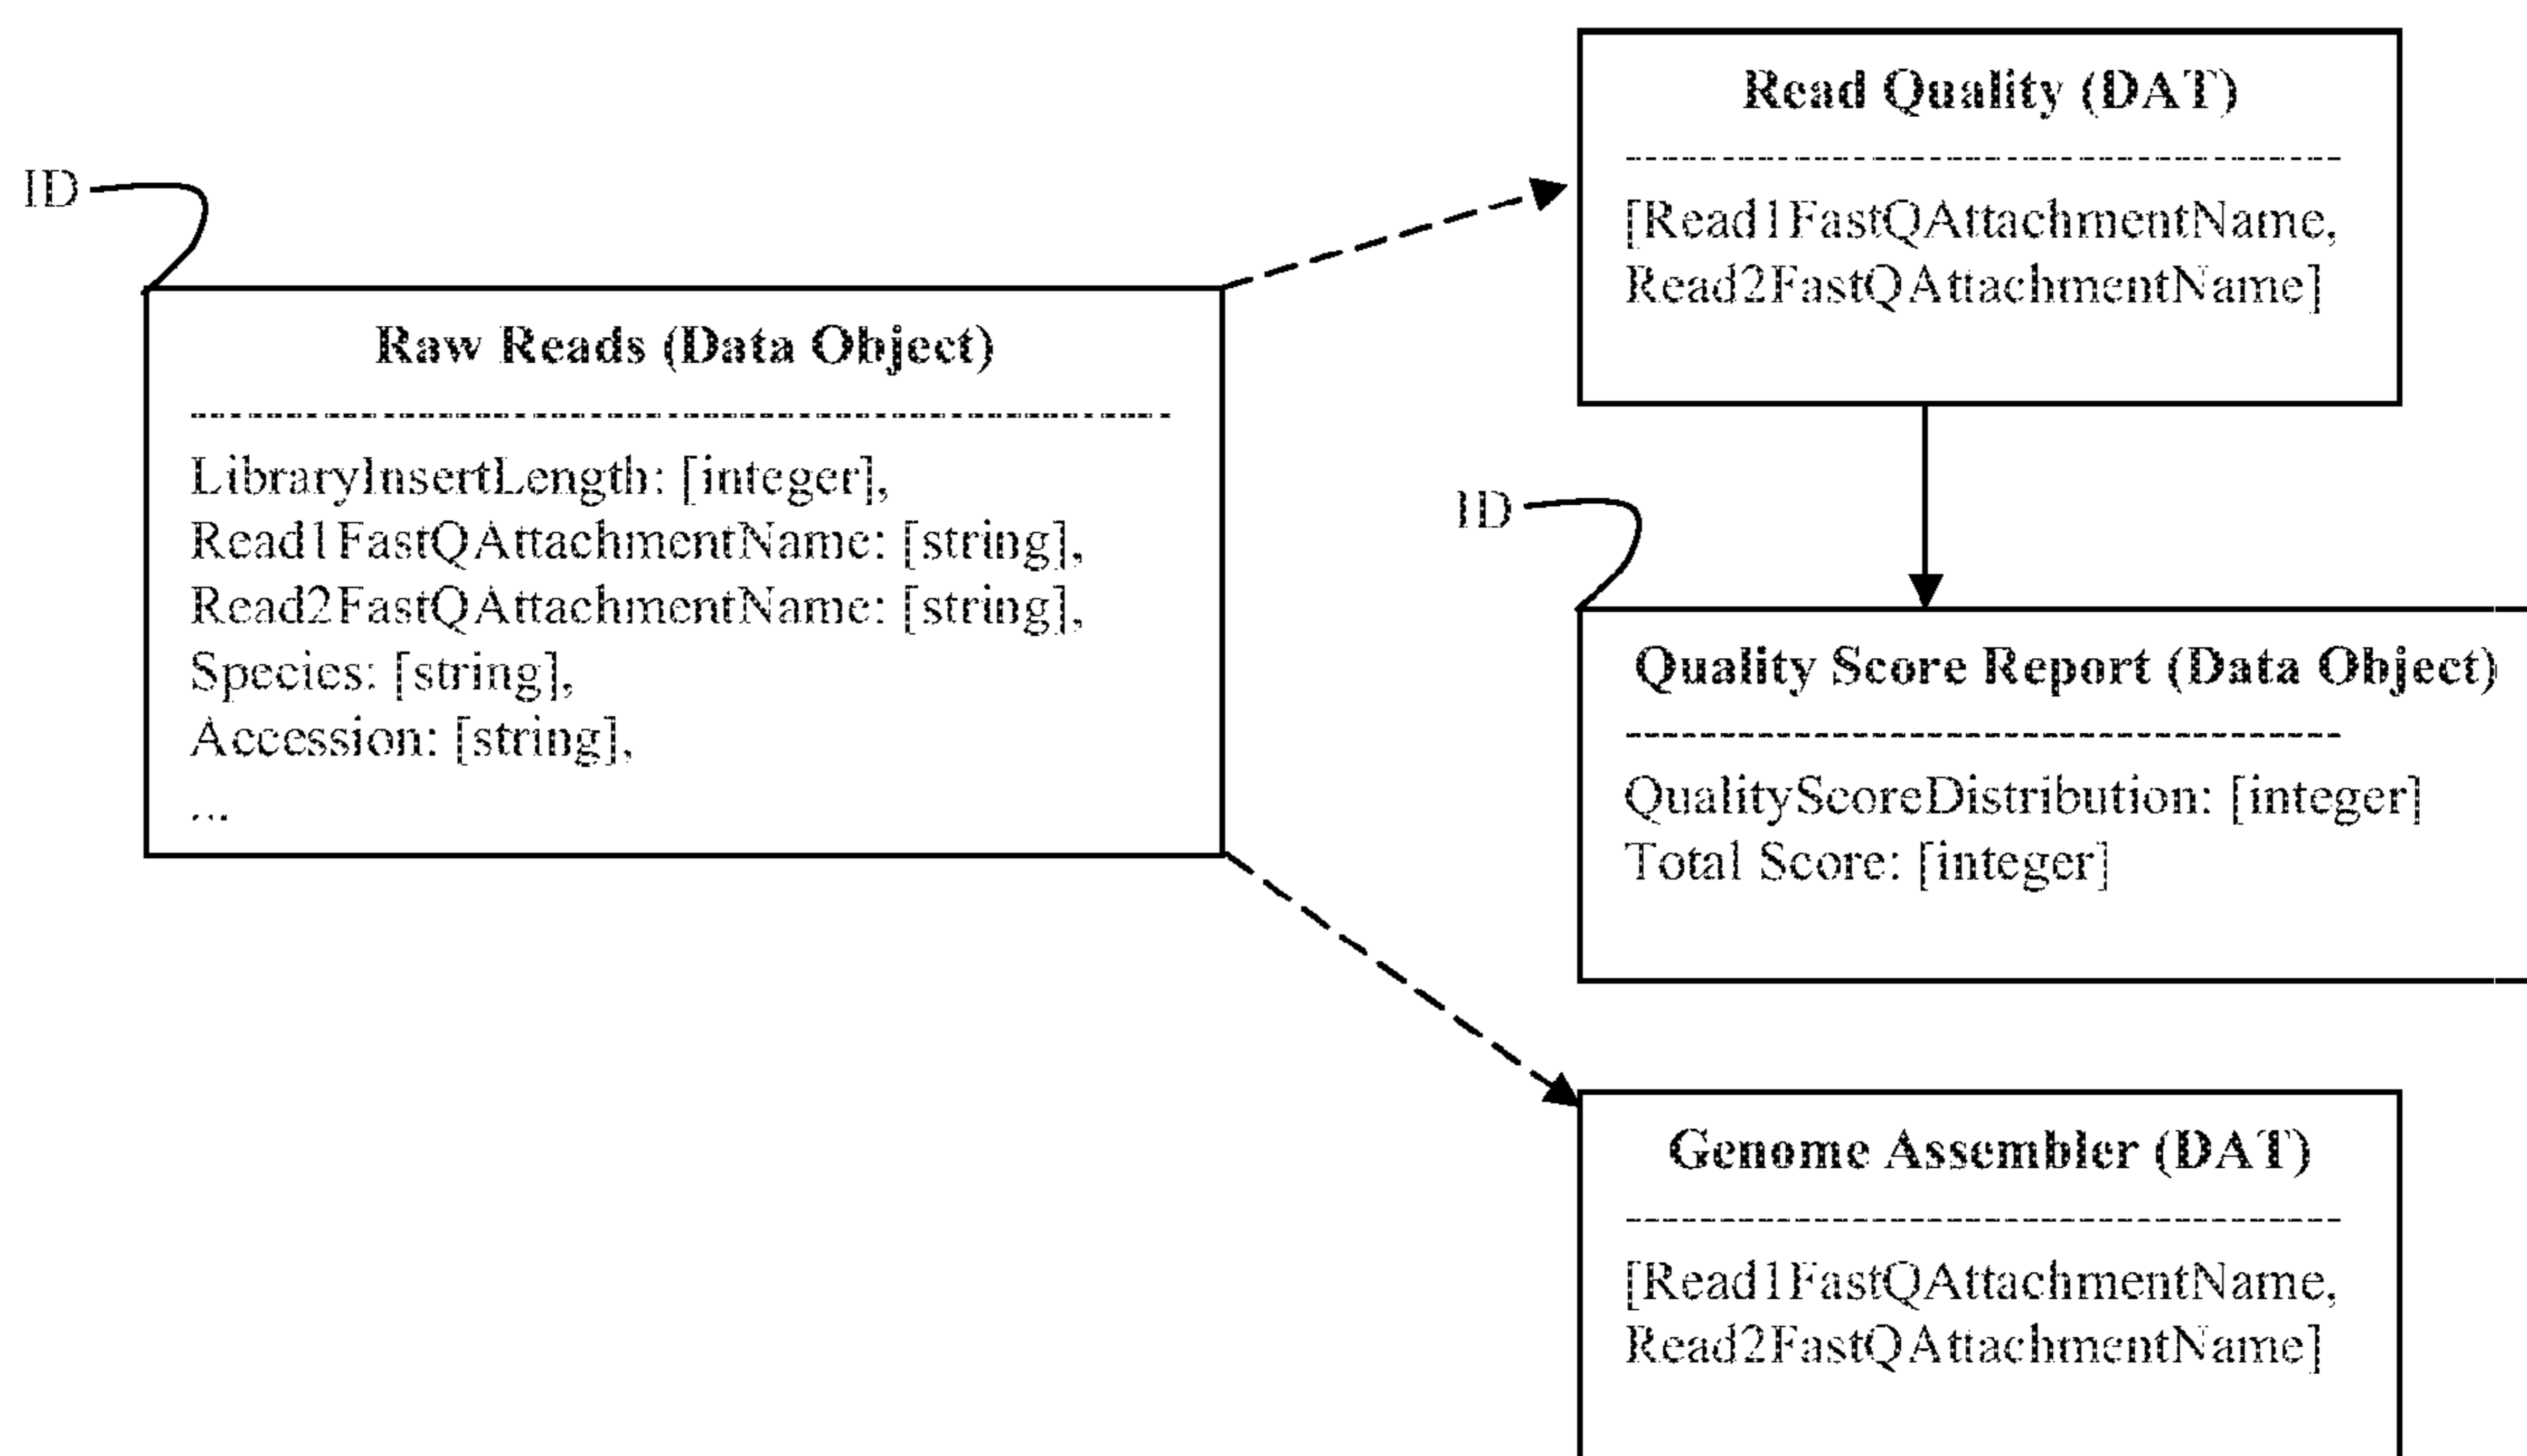 ID
Raw Reads (Data Object)
LibraryInsertLength: [integer],
Read1FastQAttachmentName: [string],
Read2FastQAttachmentName: [string],
Species: [string],
Accession: [string],
...
Read Quality (DAT)
[Read1FastQAttachmentName,
Read2FastQAttachmentName]
ID
Quality Score Report (Data Object)
QualityScoreDistribution: [integer]
Total Score: [integer]
Genome Assembler (DAT)
[Read1FastQAttachmentName,
Read2FastQAttachmentName]